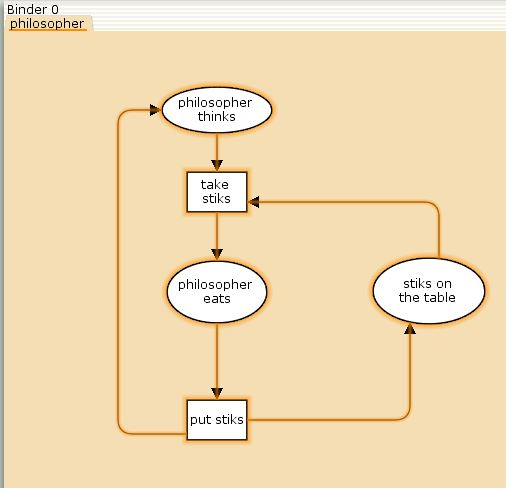 Binder 0
philosopher
philosopher
thinks
take
stiks
philosopher
eats
stiks on
the table
put stiks